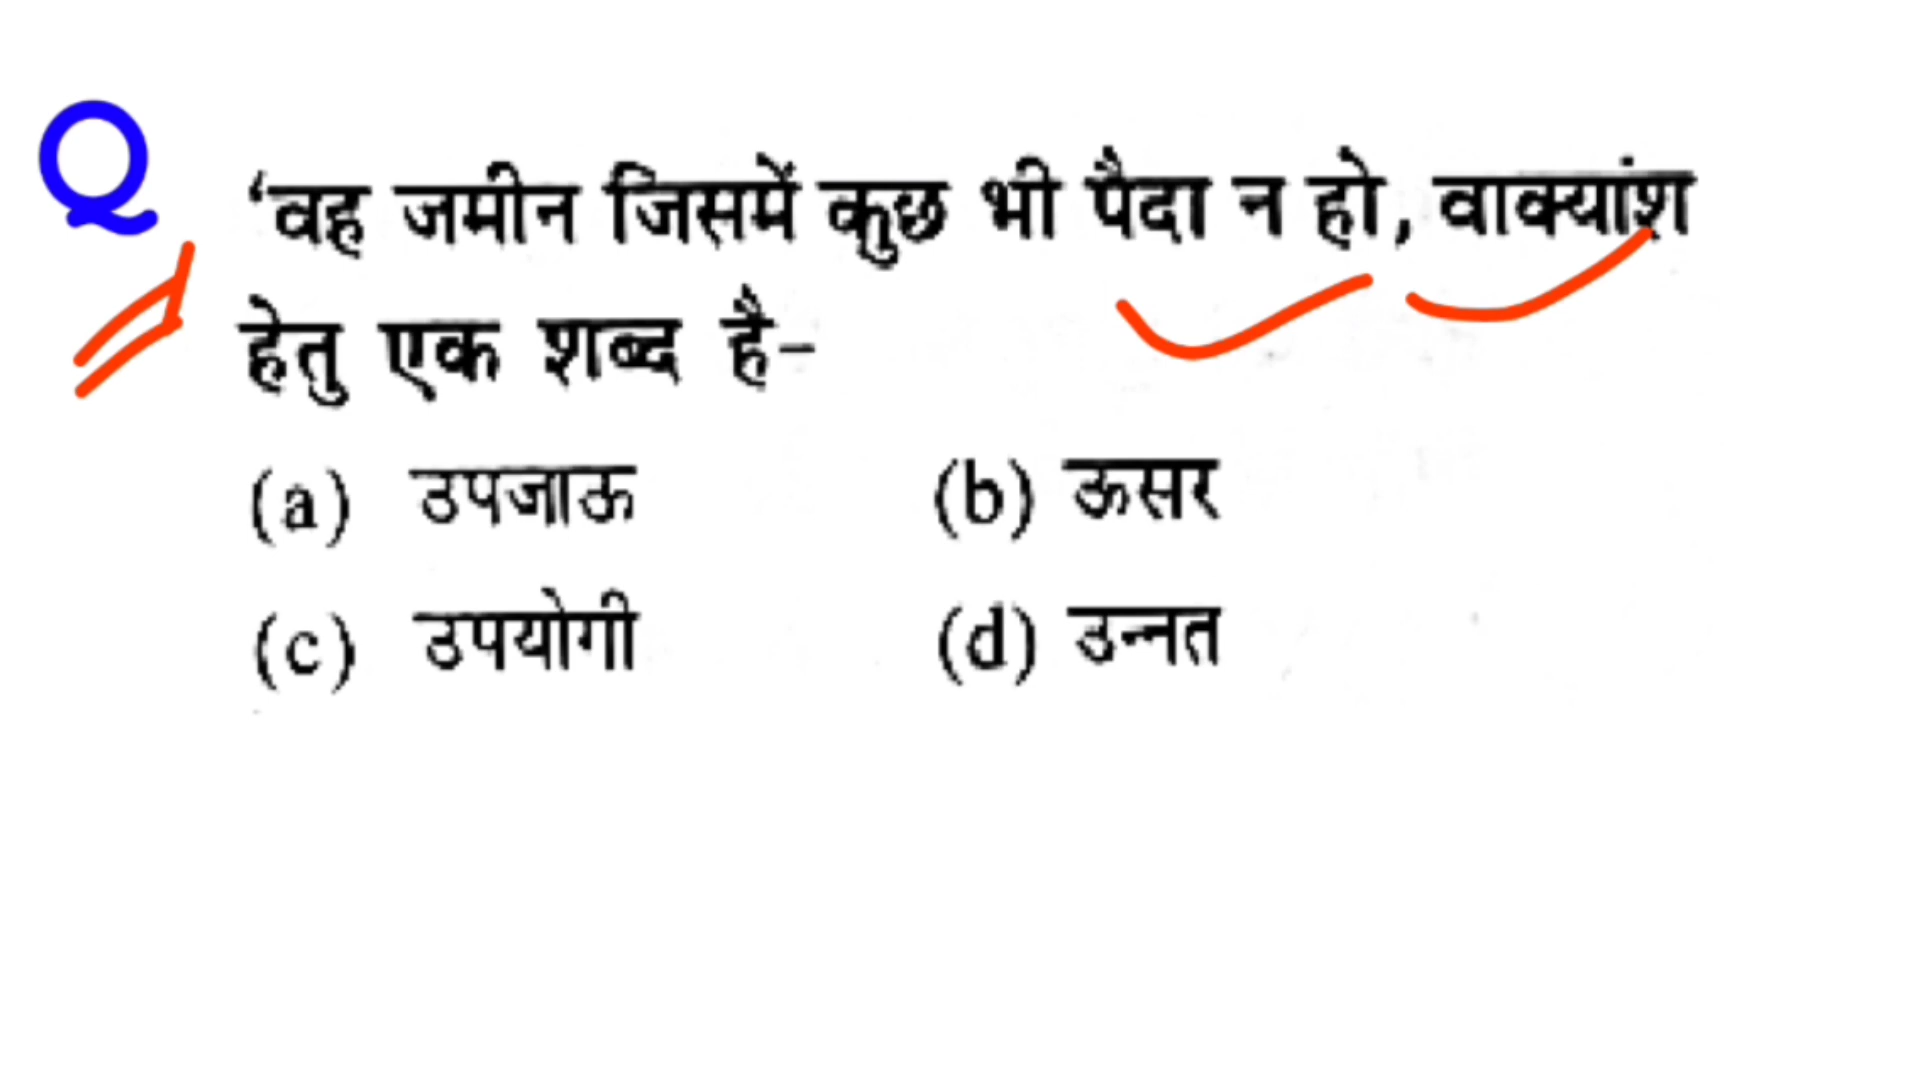 Q
‘वह जमीन जिसमें कुछ भी पैदा न हो, वाक्यांश
हेतु एक शब्द है–
(a) उपजाऊ (b) ऊसर
(c) उपयोगी (d) उन्नत